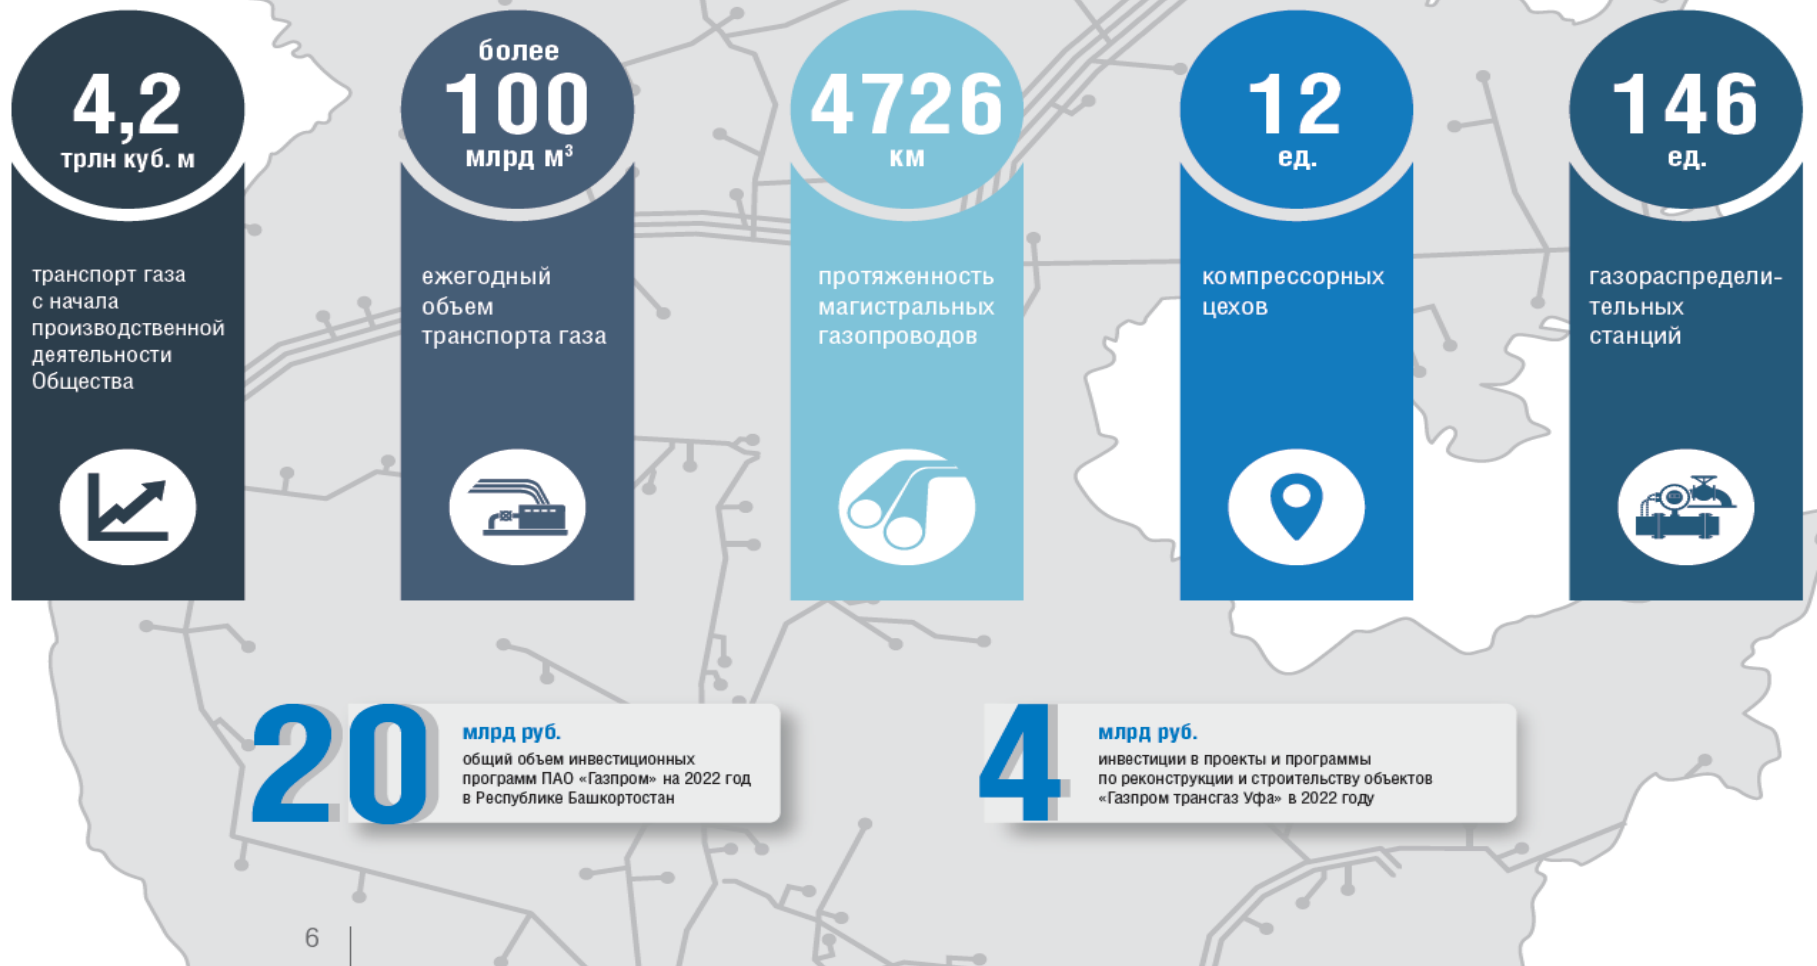 4,2
трлн куб. м
транспорт газа
с начала
производственной
деятельности
Общества
более
100
млрд м³
ежегодный
объем
транспорта газа
4726
км
протяженность
магистральных
газопроводов
12
ед.
компрессорных
цехов
146
ед.
газораспредели-
тельных
станций
20
млрд руб.
общий объем инвестиционных
программ ПАО «Газпром» на 2022 год
в Республике Башкортостан
4
млрд руб.
инвестиции в проекты и программы
по реконструкции и строительству объектов
«Газпром трансгаз Уфа» в 2022 году
6